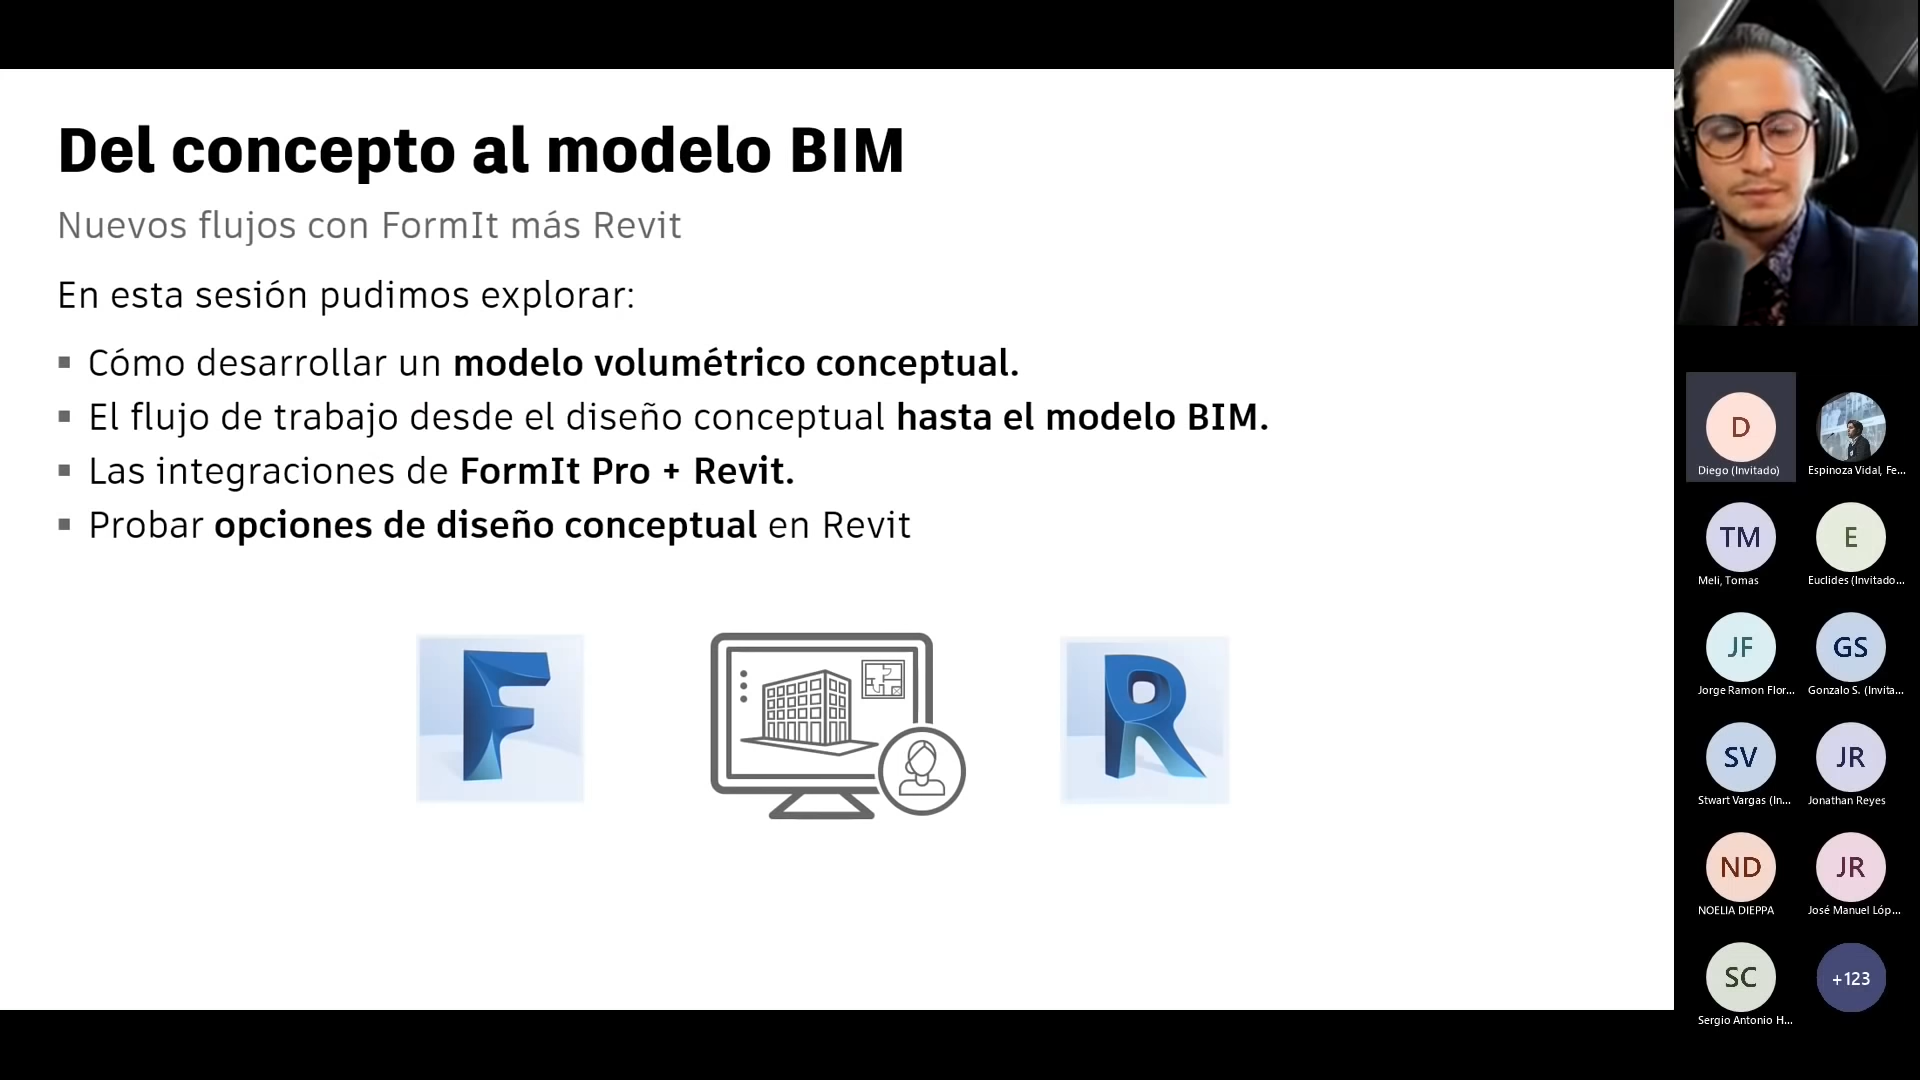 Del concepto al modelo BIM
Nuevos flujos con FormIt más Revit
En esta sesión pudimos explorar:
▪ Cómo desarrollar un modelo volumétrico conceptual.
▪ El flujo de trabajo desde el diseño conceptual hasta el modelo BIM.
▪ Las integraciones de FormIt Pro + Revit.
▪ Probar opciones de diseño conceptual en Revit
F
R
D
Diego (Invitado)
Espinoza Vidal, Fe...
TM
Meli, Tomas
E
Euclides (Invitado...
JF
Jorge Ramon Flor...
GS
Gonzalo S. (Invita...
SV
Stwart Vargas (In...
JR
Jonathan Reyes
ND
NOELIA DIEPPA
JR
José Manuel Lóp...
SC
Sergio Antonio H...
+123